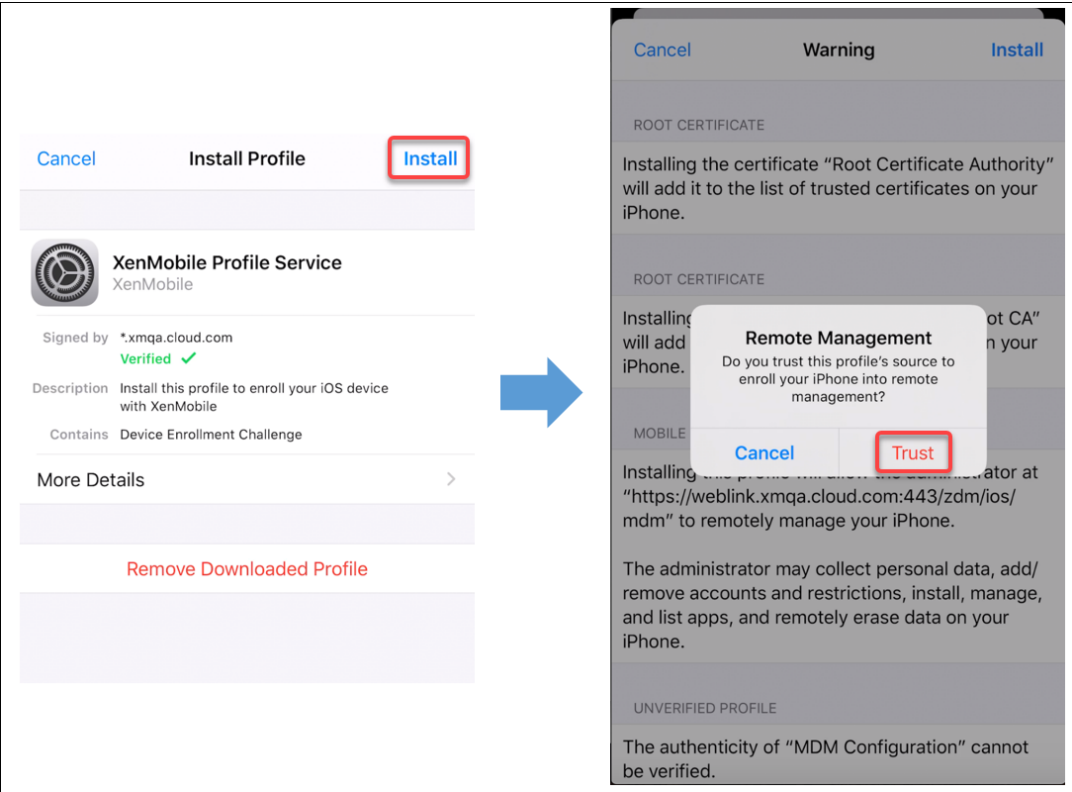 Cancel Install Profile Install
XenMobile Profile Service
XenMobile
Signed by *.xmqa.cloud.com
Verified ✓
Description Install this profile to enroll your iOS device
with XenMobile
Contains Device Enrollment Challenge
More Details
Remove Downloaded Profile
Cancel Warning Install
ROOT CERTIFICATE
Installing the certificate “Root Certificate Authority”
will add it to the list of trusted certificates on your
iPhone.
ROOT CERTIFICATE
Installing ot CA”
will add n your
iPhone.
Remote Management
Do you trust this profile's source to
enroll your iPhone into remote
management?
Cancel Trust
MOBILE
Installing this profile will allow the administrator at
“https://weblink.xmqa.cloud.com:443/zdm/ios/
mdm” to remotely manage your iPhone.
The administrator may collect personal data, add/
remove accounts and restrictions, install, manage,
and list apps, and remotely erase data on your
iPhone.
UNVERIFIED PROFILE
The authenticity of “MDM Configuration” cannot
be verified.